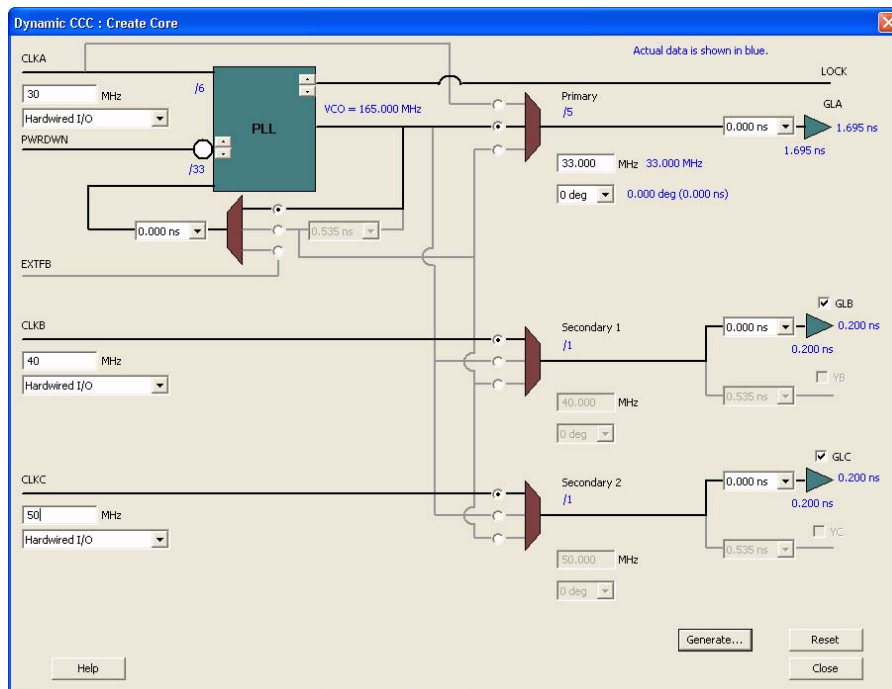 Dynamic CCC : Create Core
Actual data is shown in blue.
CLKA
LOCK
30 MHz
/6
Hardwired I/O
PWRDWN
PLL
VCO = 165.000 MHz
/33
Primary
/5
GLA
0.000 ns
1.695 ns
1.695 ns
33.000 MHz 33.000 MHz
0 deg 0.000 deg (0.000 ns)
0.000 ns
0.535 ns
EXTFB
CLKB
40 MHz
Hardwired I/O
Secondary 1
/1
GLB
0.000 ns
0.200 ns
0.200 ns
YB
0.535 ns
40.000 MHz
0 deg
CLKC
50 MHz
Hardwired I/O
Secondary 2
/1
GLC
0.000 ns
0.200 ns
0.200 ns
YC
0.535 ns
50.000 MHz
0 deg
Generate...
Reset
Help
Close